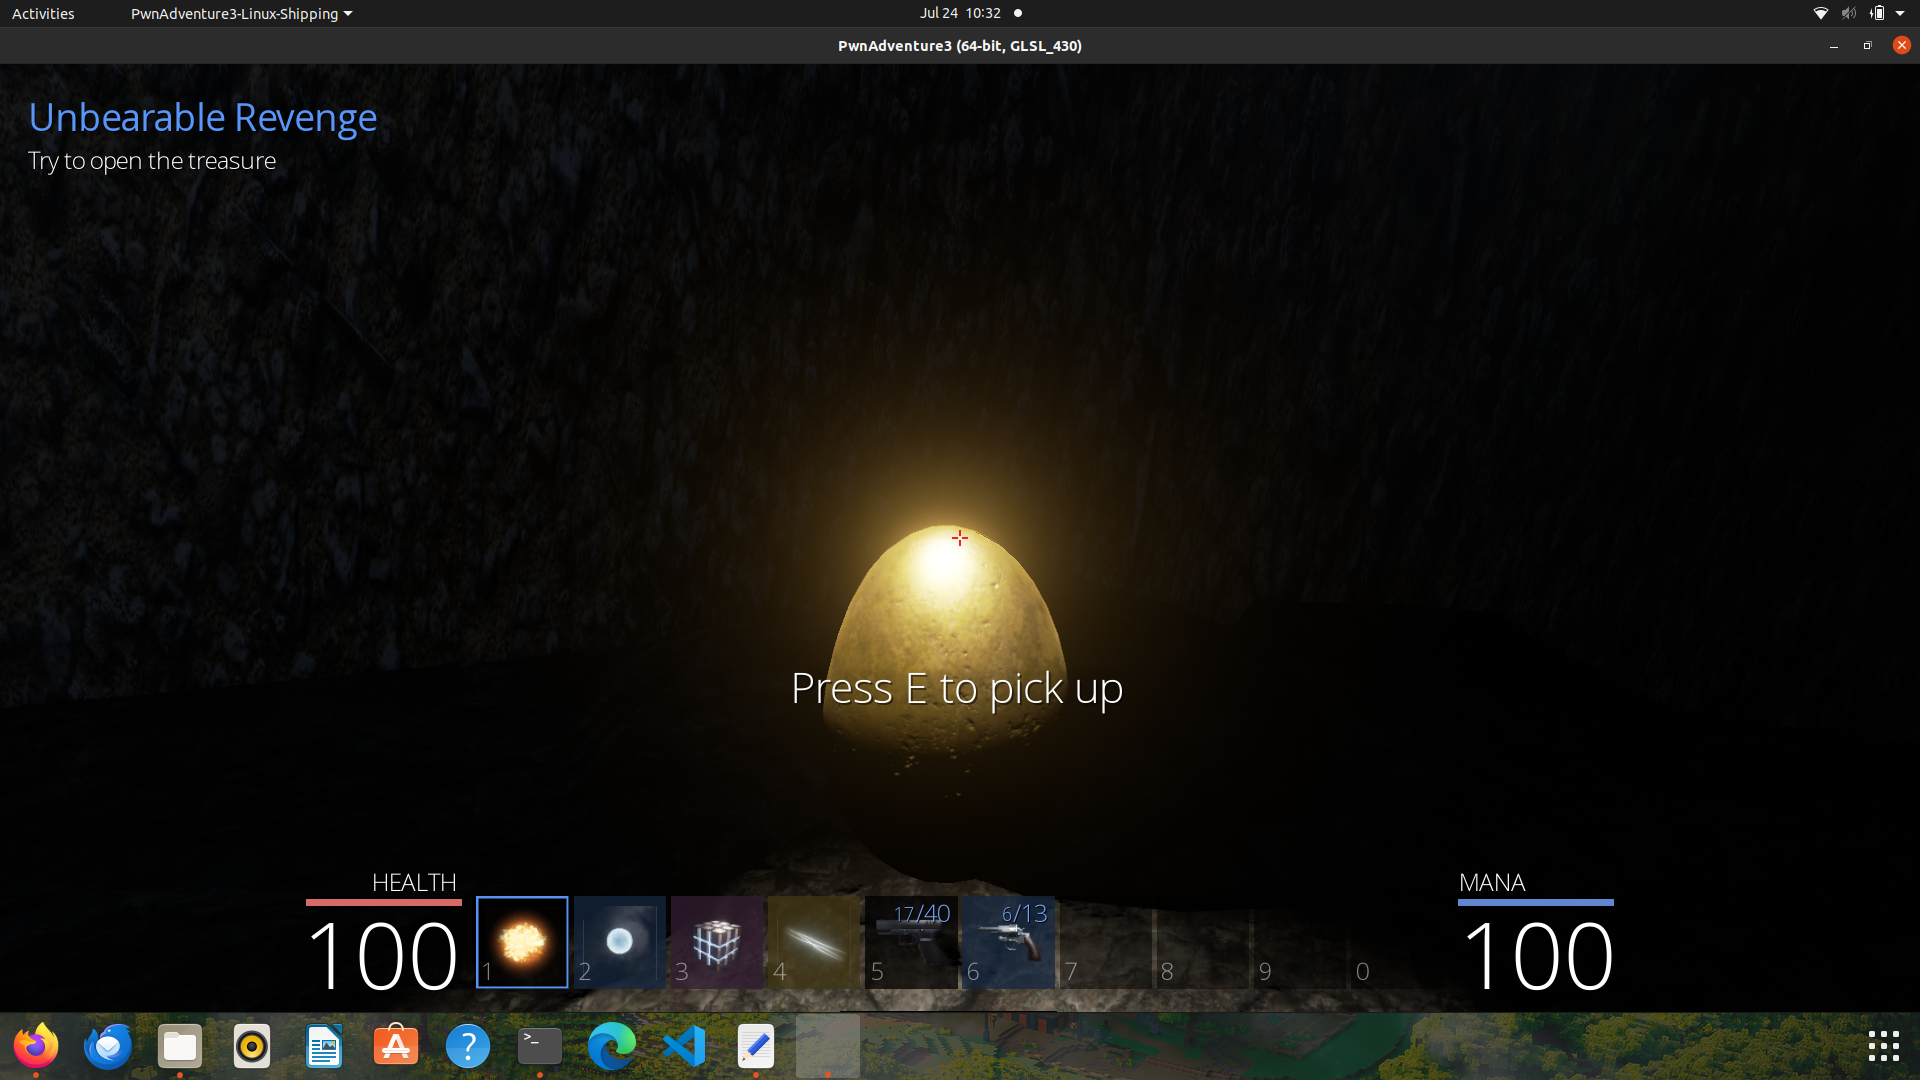 Activities PwnAdventure3-Linux-Shipping Jul 24 10:32
PwnAdventure3 (64-bit, GLSL_430)
Unbearable Revenge
Try to open the treasure
Press E to pick up
HEALTH
100
1 2 3 4 5 17/40 6 6/13 7 8 9 0
MANA
100